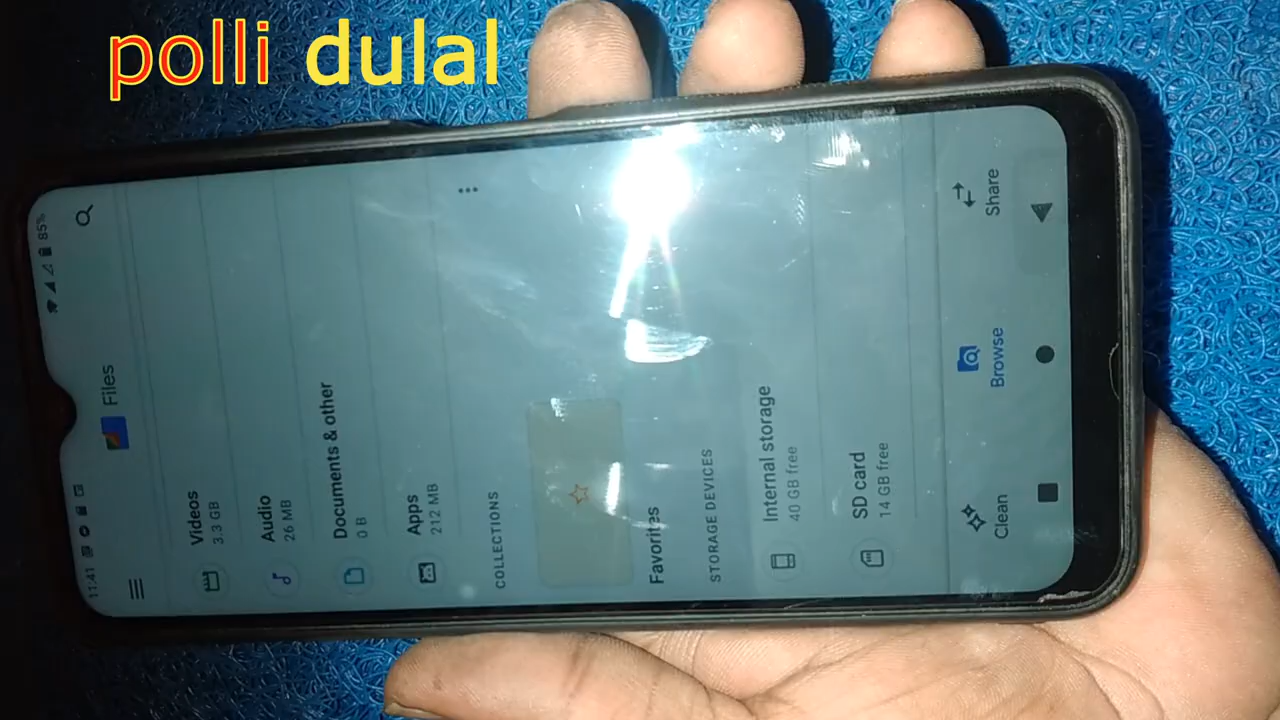 polli dulal
11:41
85%
Files
Videos
3.3 GB
Audio
26 MB
Documents & other
0 B
Apps
212 MB
COLLECTIONS
Favorites
STORAGE DEVICES
Internal storage
40 GB free
SD card
14 GB free
Clean
Browse
Share